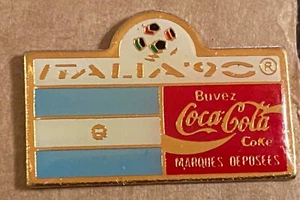 ITALIA'90®
Buvez
Coca-Cola
Coke
MARQUES DEPOSEES